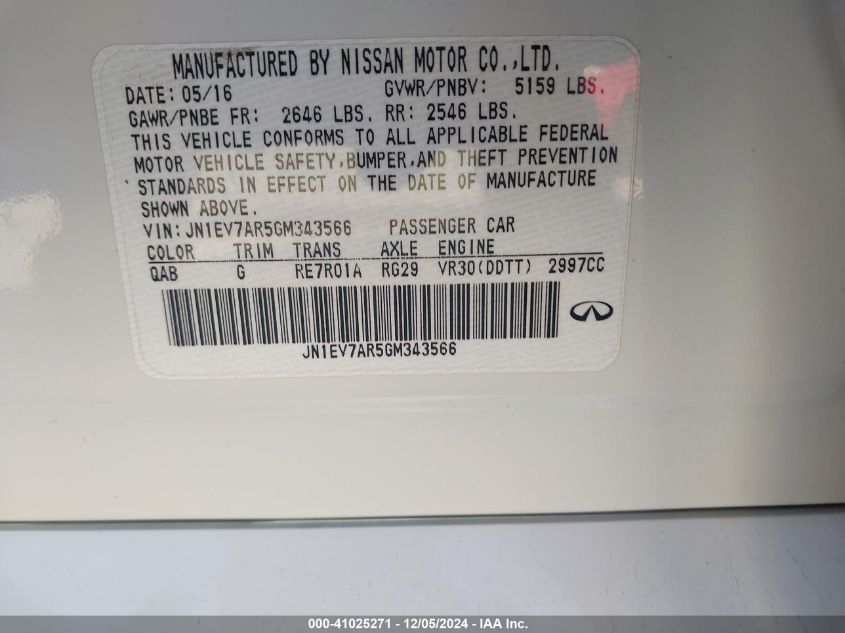 MANUFACTURED BY NISSAN MOTOR CO.,LTD.
DATE: 05/16 GVWR/PNBV: 5159 LBS.
GAWR/PNBE FR: 2646 LBS. RR: 2546 LBS.
THIS VEHICLE CONFORMS TO ALL APPLICABLE FEDERAL
MOTOR VEHICLE SAFETY,BUMPER,AND THEFT PREVENTION
STANDARDS IN EFFECT ON THE DATE OF MANUFACTURE
SHOWN ABOVE.
VIN:JN1EV7AR5GM343566 PASSENGER CAR
COLOR TRIM TRANS AXLE ENGINE
QAB G RE7R01A RG29 VR30(DDTT) 2997CC
JN1EV7AR5GM343566
000-41025271 - 12/05/2024 - IAA Inc.